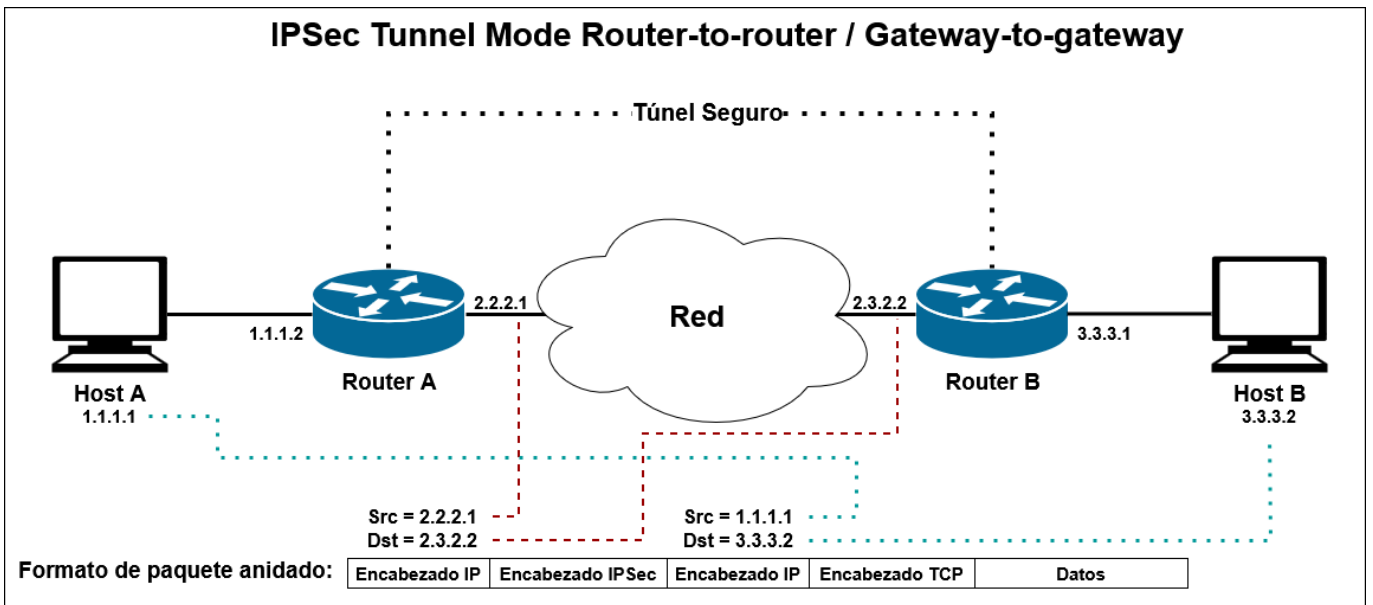 IPSec Tunnel Mode Router-to-router / Gateway-to-gateway
Túnel Seguro
2.2.2.1
2.3.2.2
Red
1.1.1.2
3.3.3.1
Router A
Router B
Host A
Host B
1.1.1.1
3.3.3.2
Src = 2.2.2.1
Src = 1.1.1.1
Dst = 2.3.2.2
Dst = 3.3.3.2
Formato de paquete anidado: Encabezado IP Encabezado IPSec Encabezado IP Encabezado TCP Datos